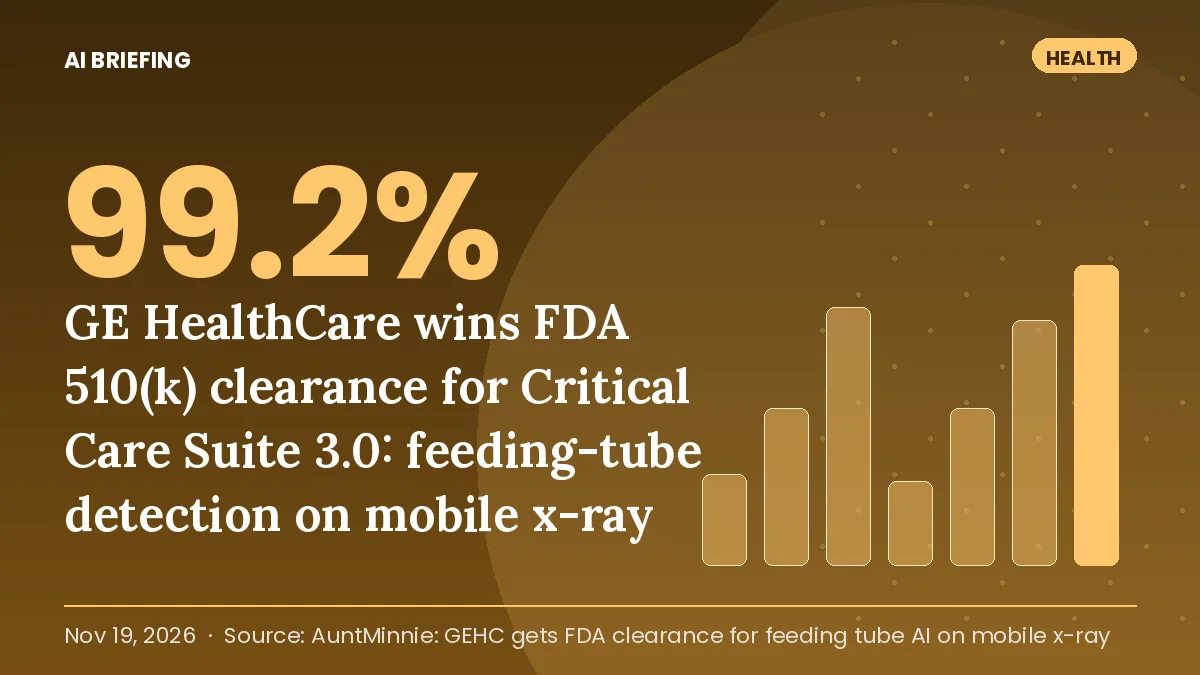 AI BRIEFING
HEALTH
99.2%
GE HealthCare wins FDA
510(k) clearance for Critical
Care Suite 3.0: feeding-tube
detection on mobile x-ray
Nov 19, 2026 · Source: AuntMinnie: GEHC gets FDA clearance for feeding tube AI on mobile x-ray